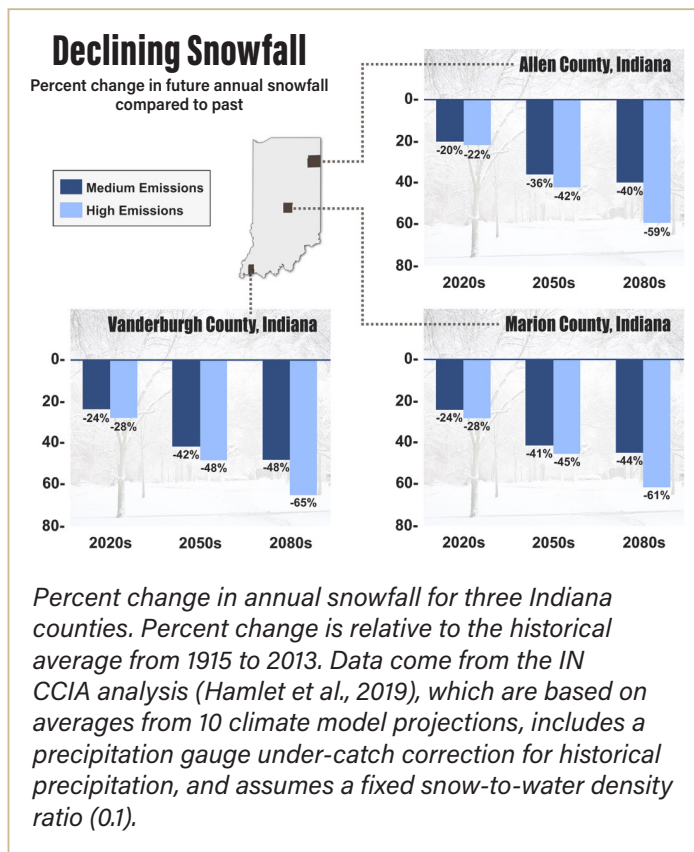 Declining Snowfall
Percent change in future annual snowfall
compared to past
Medium Emissions
High Emissions
Allen County, Indiana
0-
20-
40-
60-
80-
-20%
-22%
-36%
-42%
-40%
-59%
2020s
2050s
2080s
Vanderburgh County, Indiana
0-
20-
40-
60-
80-
-24%
-28%
-42%
-48%
-48%
-65%
2020s
2050s
2080s
Marion County, Indiana
0-
20-
40-
60-
80-
-24%
-28%
-41%
-45%
-44%
-61%
2020s
2050s
2080s
Percent change in annual snowfall for three Indiana
counties. Percent change is relative to the historical
average from 1915 to 2013. Data come from the IN
CCIA analysis (Hamlet et al., 2019), which are based on
averages from 10 climate model projections, includes a
precipitation gauge under-catch correction for historical
precipitation, and assumes a fixed snow-to-water density
ratio (0.1).